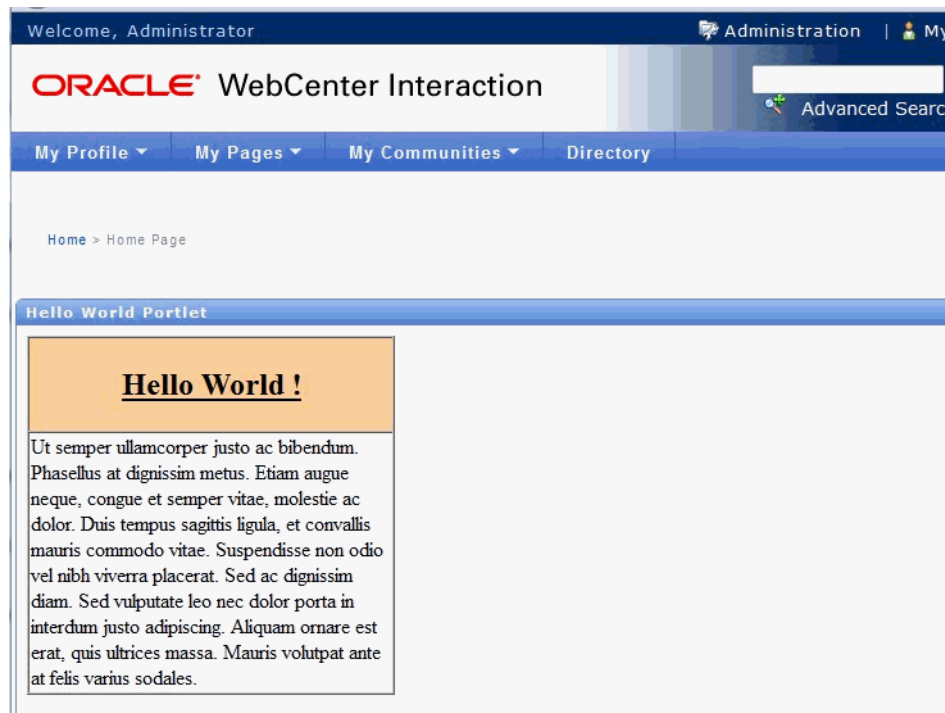 Welcome, Administrator
Administration | My
ORACLE WebCenter Interaction
Advanced Searc
My Profile My Pages My Communities Directory
Home > Home Page
Hello World Portlet
Hello World !
Ut semper ullamcorper justo ac bibendum.
Phasellus at dignissim metus. Etiam augue
neque, congue et semper vitae, molestie ac
dolor. Duis tempus sagittis ligula, et convallis
mauris commodo vitae. Suspendisse non odio
vel nibh viverra placerat. Sed ac dignissim
diam. Sed vulputate leo nec dolor porta in
interdum justo adipiscing. Aliquam ornare est
erat, quis ultrices massa. Mauris volutpat ante
at felis varius sodales.